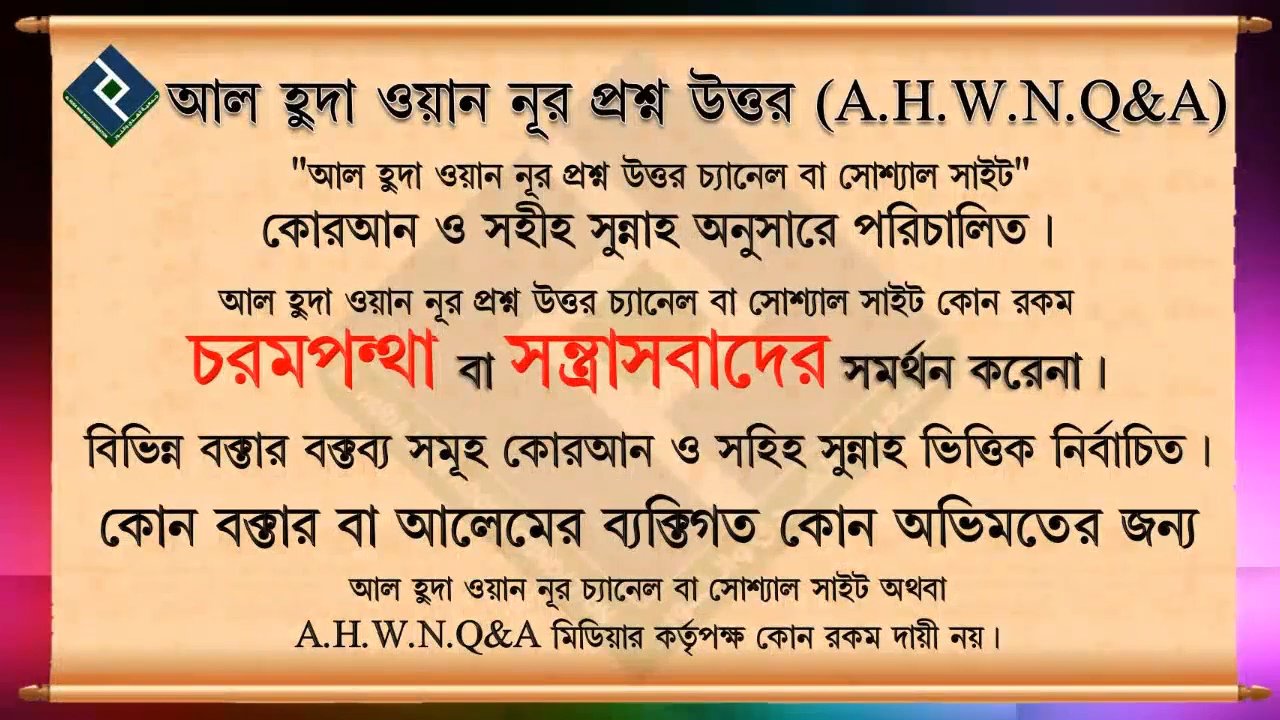 আল হুদা ওয়ান নূর প্রশ্ন উত্তর (A.H.W.N.Q&A)
"আল হুদা ওয়ান নূর প্রশ্ন উত্তর চ্যানেল বা সোশ্যাল সাইট"
কোরআন ও সহীহ সুন্নাহ অনুসারে পরিচালিত।
আল হুদা ওয়ান নূর প্রশ্ন উত্তর চ্যানেল বা সোশ্যাল সাইট কোন রকম
চরমপন্থা বা সন্ত্রাসবাদের সমর্থন করেনা।
বিভিন্ন বক্তার বক্তব্য সমূহ কোরআন ও সহিহ সুন্নাহ ভিত্তিক নির্বাচিত।
কোন বক্তার বা আলেমের ব্যক্তিগত কোন অভিমতের জন্য
আল হুদা ওয়ান নূর চ্যানেল বা সোশ্যাল সাইট অথবা
A.H.W.N.Q&A মিডিয়ার কর্তৃপক্ষ কোন রকম দায়ী নয়।